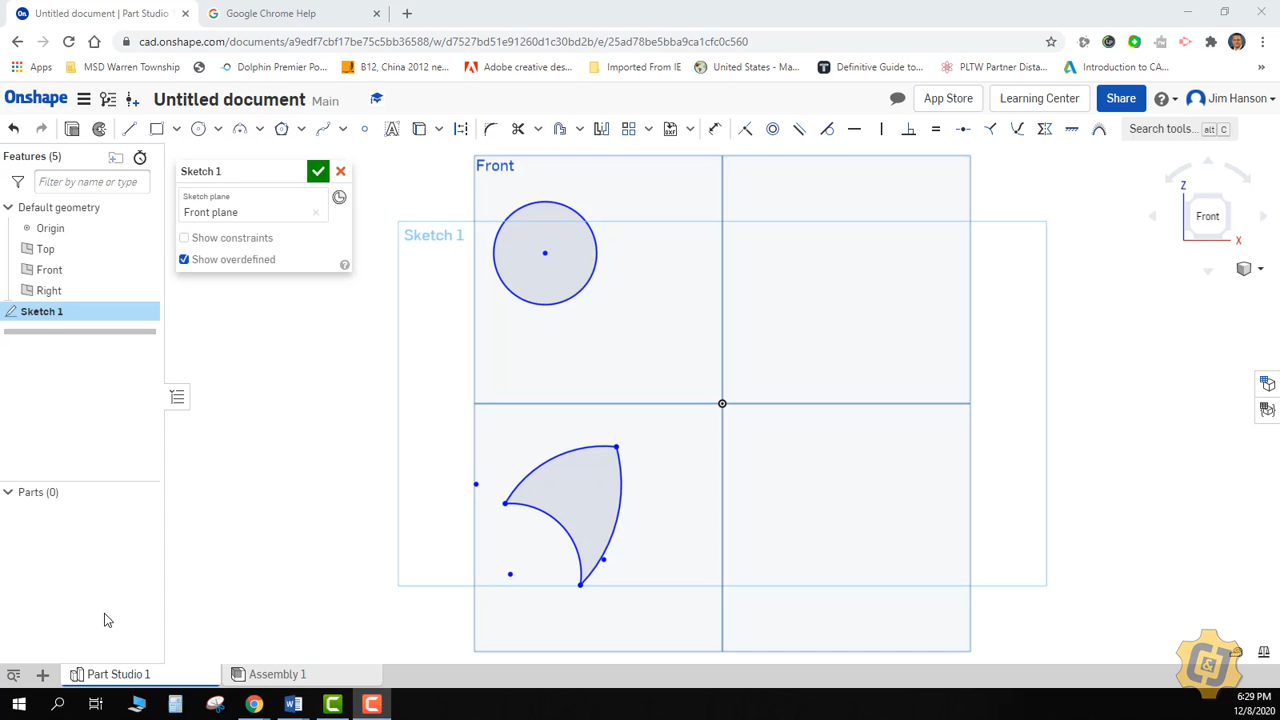 Untitled document | Part Studio
Google Chrome Help
cad.onshape.com/documents/a9edf7cbf17be75c5bb36588/w/d7527bd51e91260d1c30bd2b/e/25ad78be5bba9ca1cfc0c560
Apps
MSD Warren Township
Dolphin Premier Po...
B12, China 2012 ne...
Adobe creative des...
Imported From IE
United States - Ma...
Definitive Guide to...
PLTW Partner Distan...
Introduction to CA...
Onshape
Untitled document Main
App Store
Learning Center
Share
Jim Hanson
Search tools... alt C
Features (5)
Filter by name or type
Default geometry
Origin
Top
Front
Right
Sketch 1
Parts (0)
Sketch 1
Sketch plane
Front plane
Show constraints
Show overdefined
Front
Sketch 1
Z
Front
X
Part Studio 1
Assembly 1
6:29 PM
12/8/2020